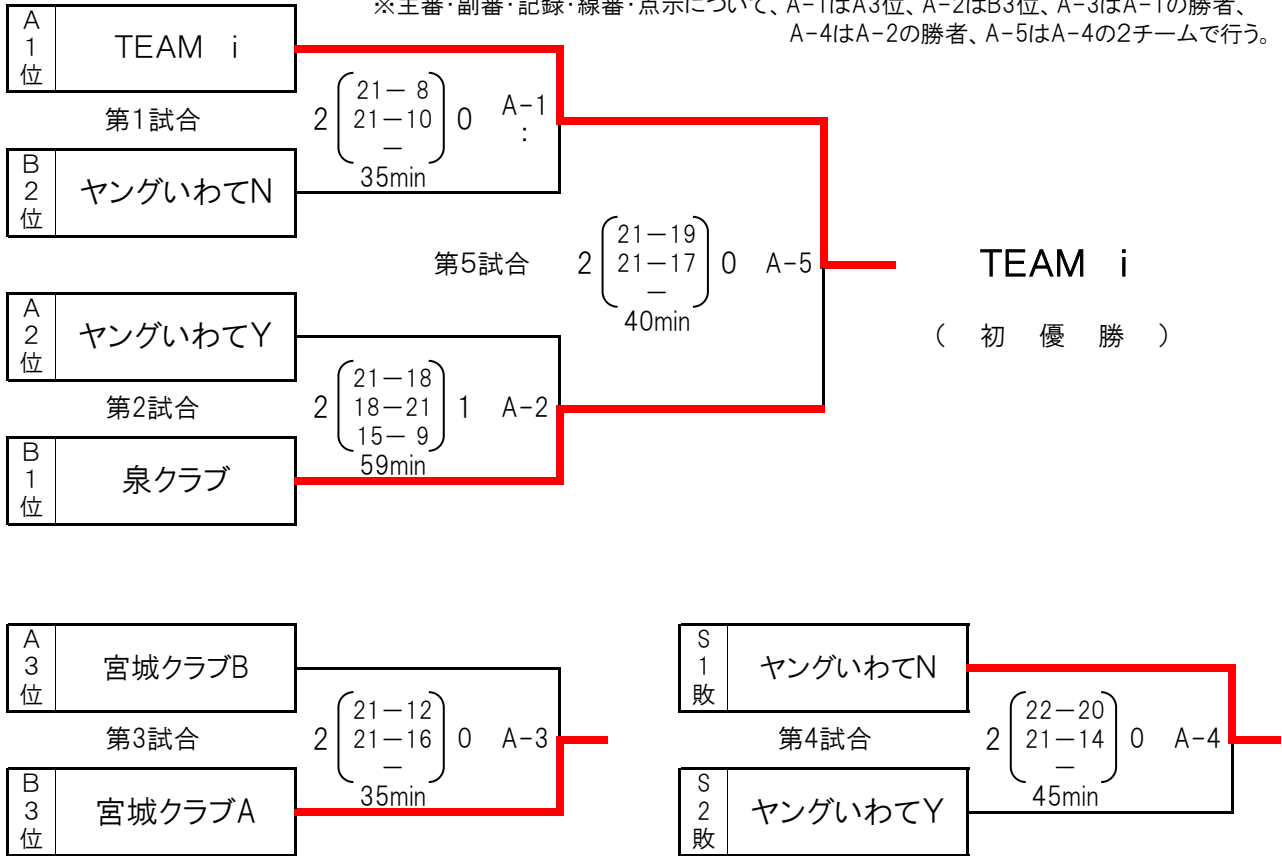 ※主審・副審・記録・線審・点示について、A-1はA3位、A-2はB3位、A-3はA-1の勝者、
A-4はA-2の勝者、A-5はA-4の2チームで行う。
A1位
TEAM i
第1試合
2 21－8 0 A-1
21－10 :
－
35min
B2位
ヤングいわてN
第5試合
2 21－19 0 A-5
21－17
－
40min
TEAM i
( 初 優 勝 )
A2位
ヤングいわてY
第2試合
2 21－18 1 A-2
18－21
15－9
59min
B1位
泉クラブ
A3位
宮城クラブB
第3試合
2 21－12 0 A-3
21－16
－
35min
B3位
宮城クラブA
S1敗
ヤングいわてN
第4試合
2 22－20 0 A-4
21－14
－
45min
S2敗
ヤングいわてY